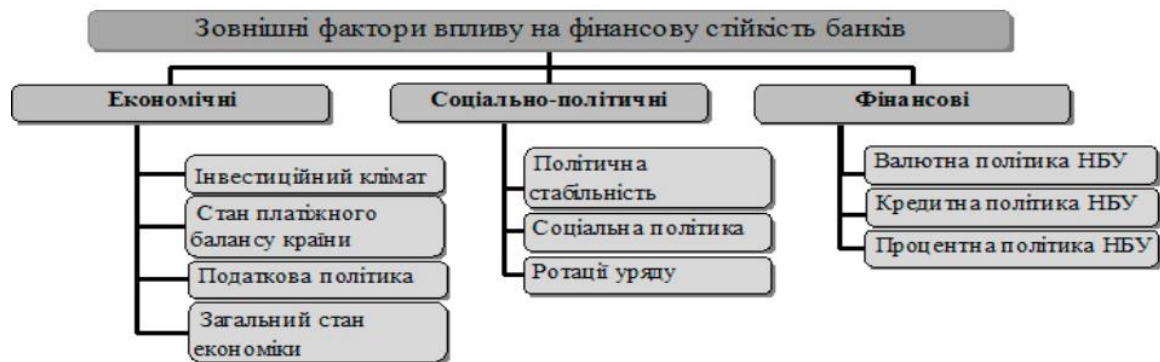 Зовнішні фактори впливу на фінансову стійкість банків
Економічні
Інвестиційний клімат
Стан платіжного
балансу країни
Податкова політика
Загальний стан
економіки
Соціально-політичні
Політична
стабільність
Соціальна політика
Ротації уряду
Фінансові
Валютна політика НБУ
Кредитна політика НБУ
Процентна політика НБУ